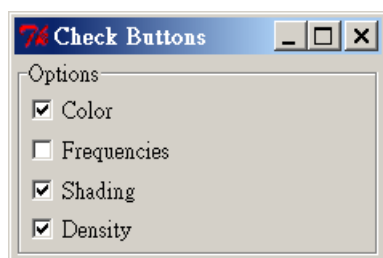 Check Buttons
Options
Color
Frequencies
Shading
Density